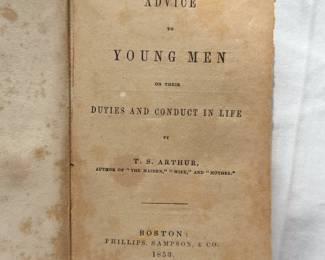 ADVICE
TO
YOUNG MEN
ON THEIR
DUTIES AND CONDUCT IN LIFE
BY
T. S. ARTHUR,
AUTHOR OF "THE MAIDEN," "WIFE," AND "MOTHER."
BOSTON:
PHILLIPS, SAMPSON, & CO.
1853.